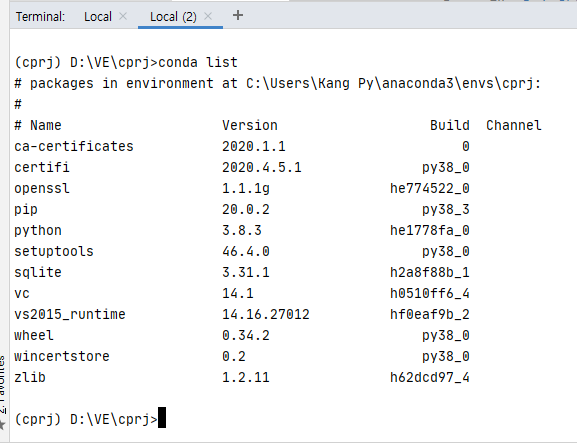 Terminal: Local × Local (2) × +
(cprj) D:\VE\cprj>conda list
# packages in environment at C:\Users\Kang Py\anaconda3\envs\cprj:
#
# Name Version Build Channel
ca-certificates 2020.1.1 0
certifi 2020.4.5.1 py38_0
openssl 1.1.1g he774522_0
pip 20.0.2 py38_3
python 3.8.3 he1778fa_0
setuptools 46.4.0 py38_0
sqlite 3.31.1 h2a8f88b_1
vc 14.1 h0510ff6_4
vs2015_runtime 14.16.27012 hf0eaf9b_2
wheel 0.34.2 py38_0
wincertstore 0.2 py38_0
zlib 1.2.11 h62dcd97_4
(cprj) D:\VE\cprj>
2: Favorites